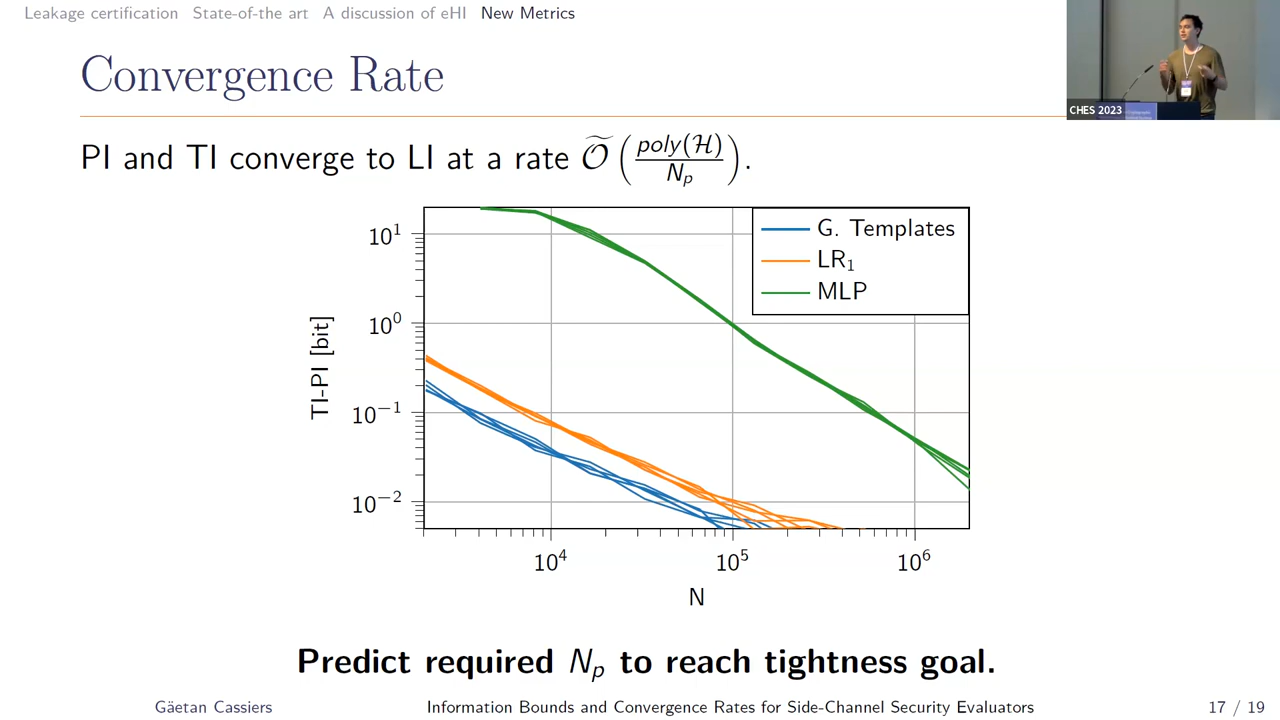 Leakage certification State-of-the art A discussion of eHI New Metrics
Convergence Rate
CHES 2023
PI and TI converge to LI at a rate Õ(poly(ℋ)/Nₚ).
G. Templates
LR₁
MLP
10¹
10⁰
10⁻¹
10⁻²
TI-PI [bit]
10⁴ 10⁵ 10⁶
N
Predict required Nₚ to reach tightness goal.
Gäetan Cassiers Information Bounds and Convergence Rates for Side-Channel Security Evaluators 17 / 19